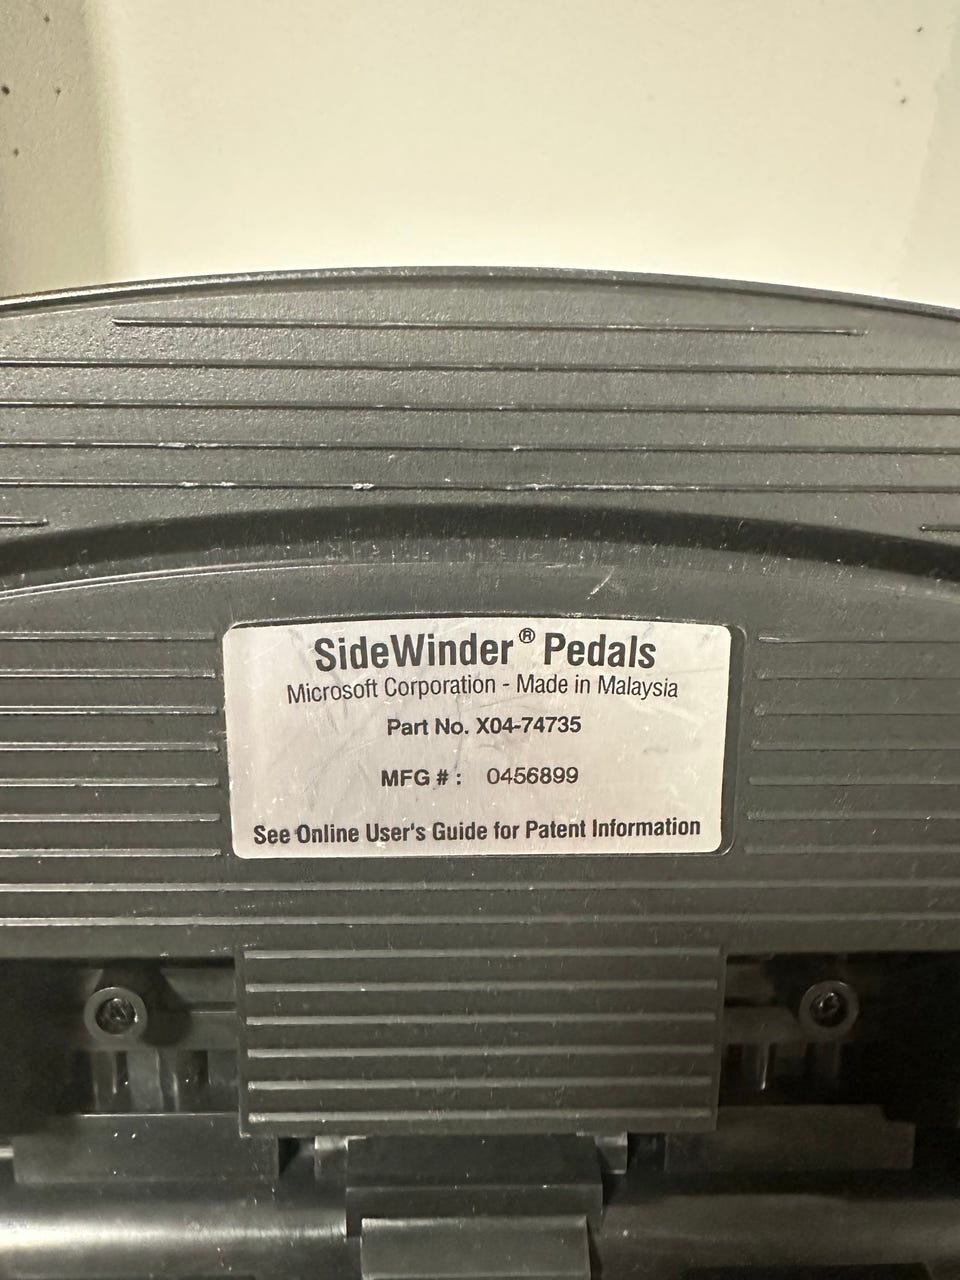 SideWinder® Pedals
Microsoft Corporation - Made in Malaysia
Part No. X04-74735
MFG # : 0456899
See Online User's Guide for Patent Information